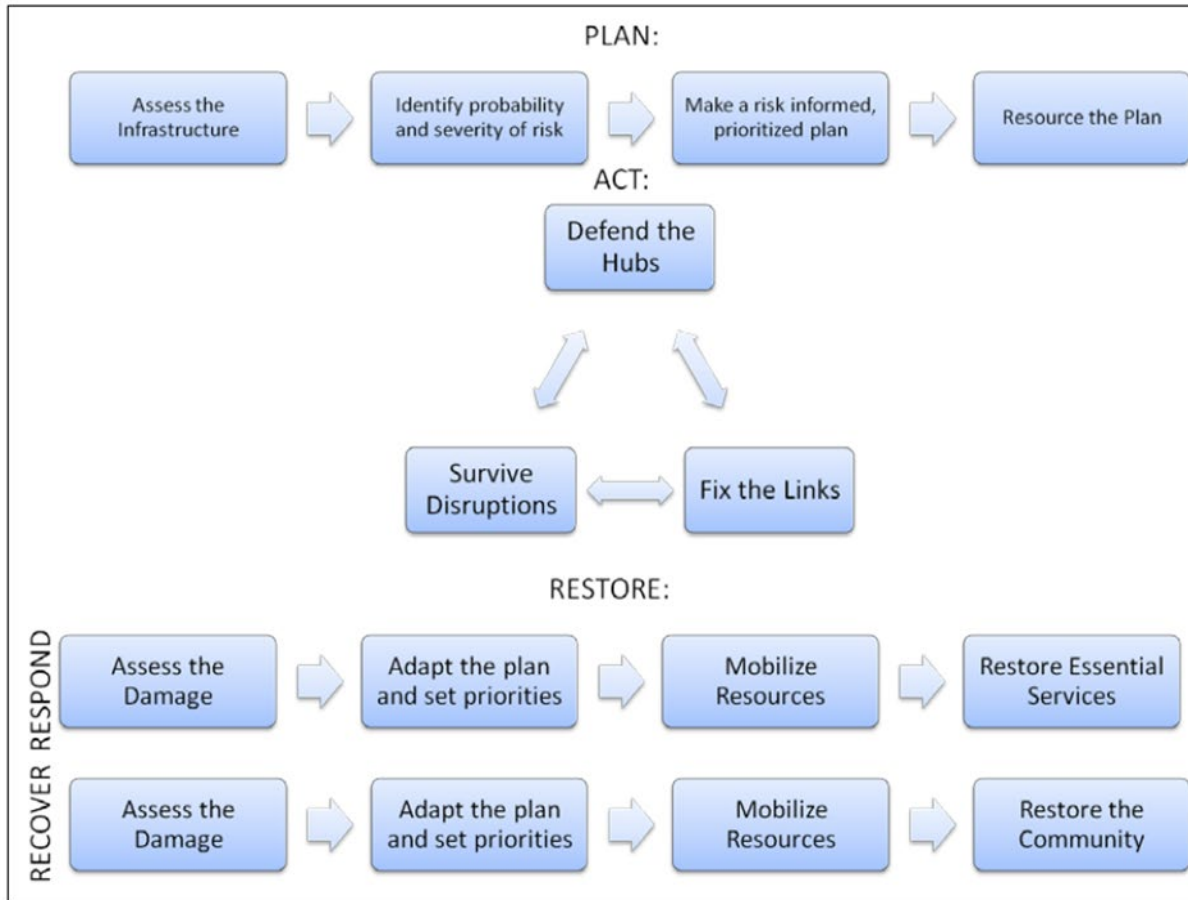 PLAN:
Assess the
Infrastructure
Identify probability
and severity of risk
Make a risk informed,
prioritized plan
Resource the Plan
ACT:
Defend the
Hubs
Survive
Disruptions
Fix the Links
RESTORE:
RESPOND
Assess the
Damage
Adapt the plan
and set priorities
Mobilize
Resources
Restore Essential
Services
RECOVER
Assess the
Damage
Adapt the plan
and set priorities
Mobilize
Resources
Restore the
Community